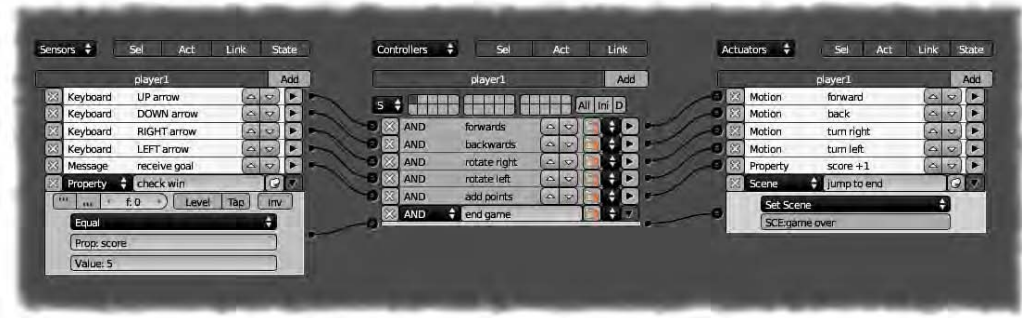 Sensors Sel Act Link State
player1 Add
Keyboard UP arrow
Keyboard DOWN arrow
Keyboard RIGHT arrow
Keyboard LEFT arrow
Message receive goal
Property check win
f: 0 Level Tap Inv
Equal
Prop: score
Value: 5
Controllers Sel Act Link
player1 Add
S All Ini D
AND forwards
AND backwards
AND rotate right
AND rotate left
AND add points
AND end game
Actuators Sel Act Link State
player1 Add
Motion forward
Motion back
Motion turn right
Motion turn left
Property score +1
Scene jump to end
Set Scene
SCE:game over